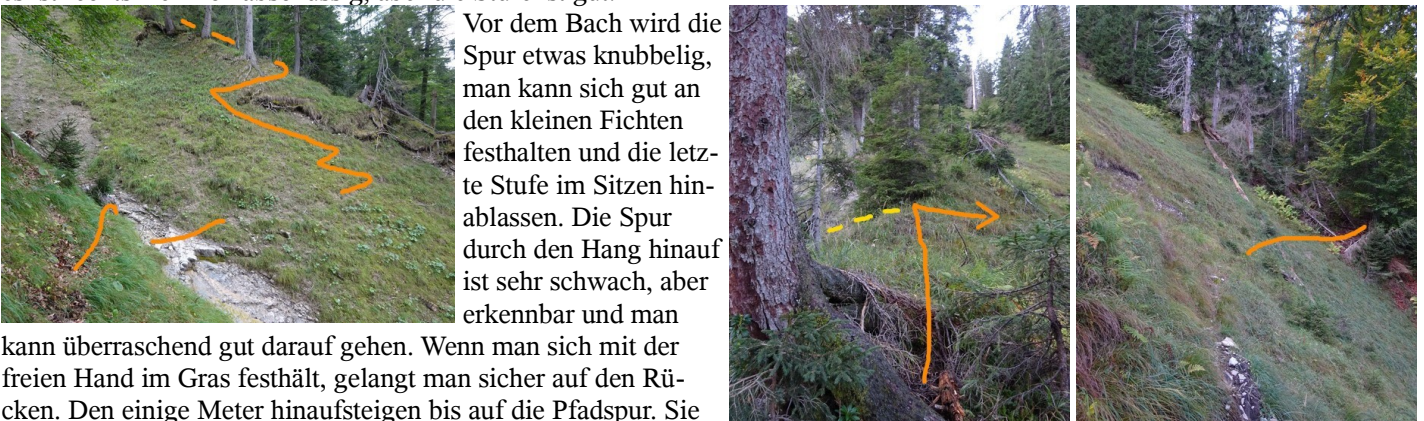 Vor dem Bach wird die
Spur etwas knubbelig,
man kann sich gut an
den kleinen Fichten
festhalten und die letz-
te Stufe im Sitzen hin-
ablassen. Die Spur
durch den Hang hinauf
ist sehr schwach, aber
erkennbar und man
kann überraschend gut darauf gehen. Wenn man sich mit der
freien Hand im Gras festhält, gelangt man sicher auf den Rü-
cken. Den einige Meter hinaufsteigen bis auf die Pfadspur. Sie